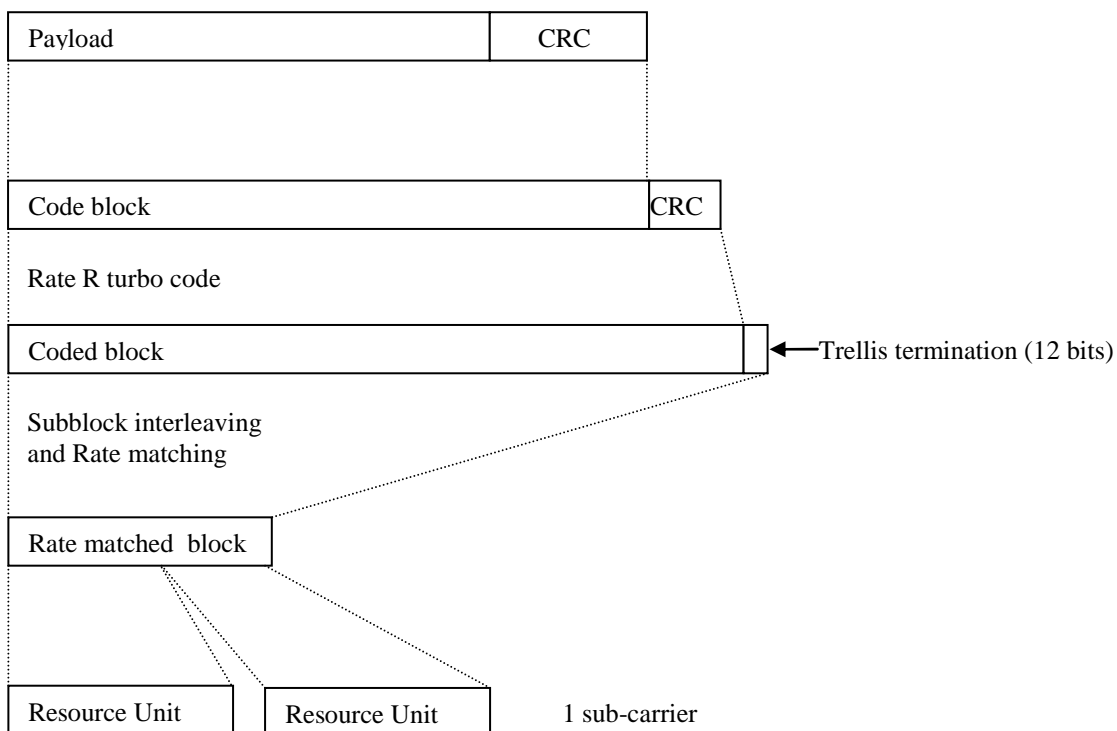 Payload CRC
Code block CRC
Rate R turbo code
Coded block
Trellis termination (12 bits)
Subblock interleaving
and Rate matching
Rate matched block
Resource Unit Resource Unit 1 sub-carrier